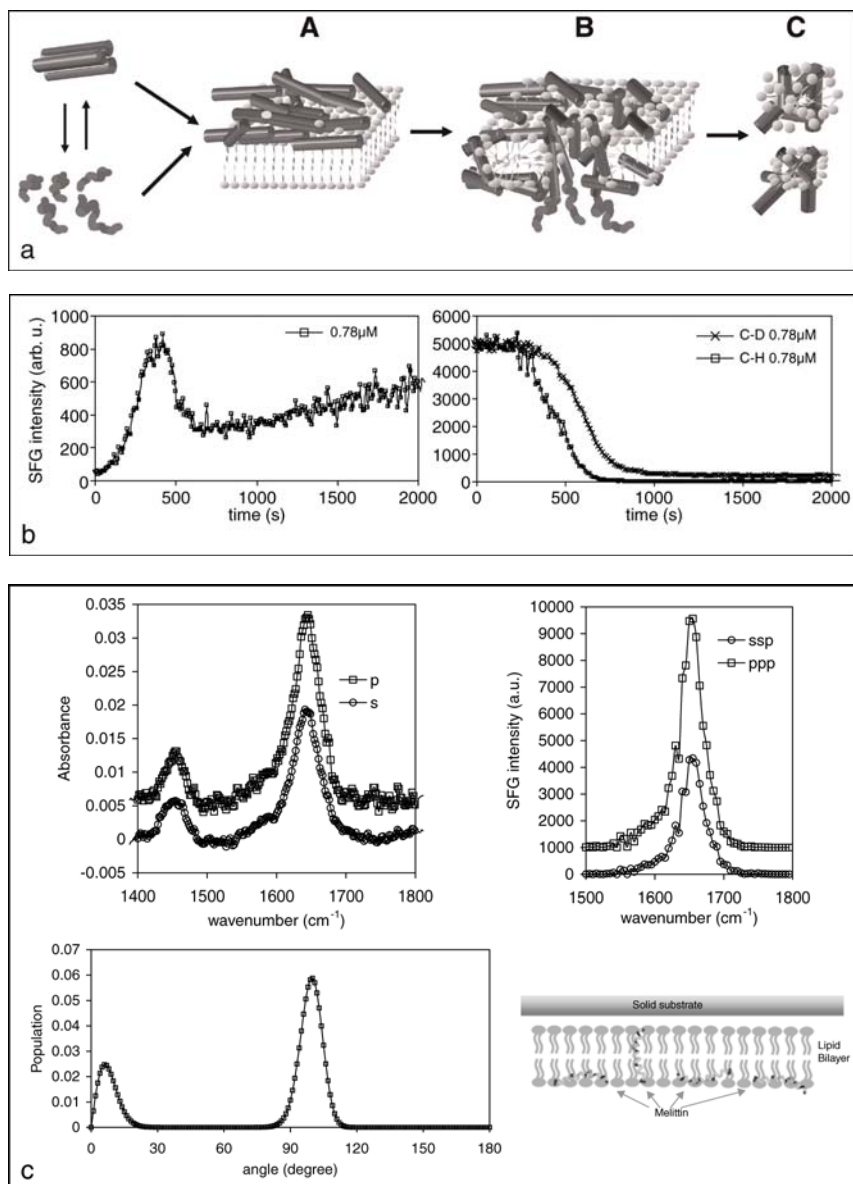 A
B
C
a
1000
800
600
400
200
0
SFG intensity (arb. u.)
0.78µM
0
500
1000
1500
2000
time (s)
6000
5000
4000
3000
2000
1000
0
C-D 0.78µM
C-H 0.78µM
0
500
1000
1500
2000
time (s)
b
0.035
0.03
0.025
0.02
0.015
0.01
0.005
0
-0.005
Absorbance
p
s
1400
1500
1600
1700
1800
wavenumber (cm⁻¹)
10000
9000
8000
7000
6000
5000
4000
3000
2000
1000
0
SFG intensity (a.u.)
ssp
ppp
1500
1600
1700
1800
wavenumber (cm⁻¹)
0.07
0.06
0.05
0.04
0.03
0.02
0.01
0
Population
0
30
60
90
120
150
180
angle (degree)
Solid substrate
Lipid
Bilayer
Melittin
c